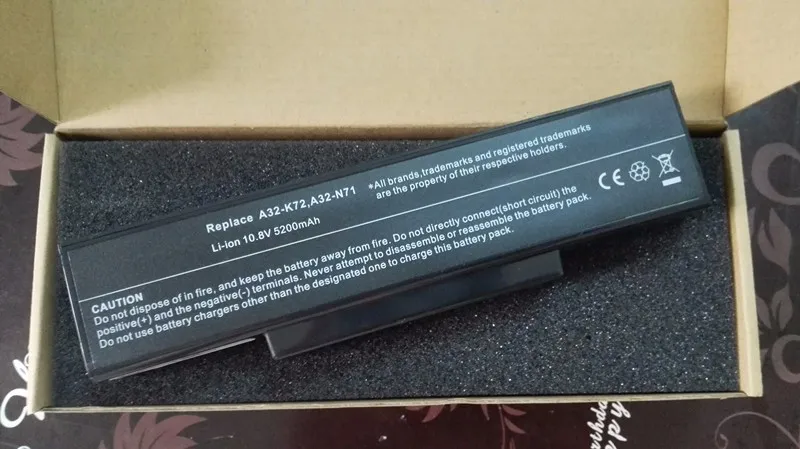 Replace A32-K72,A32-N71
Li-ion 10.8V 5200mAh
*All brands,trademarks and registered trademarks
are the property of their respective holders.
CE
CAUTION
Do not dispose of in fire, and keep the battery away from fire. Do not directly connect(short circuit) the
positive(+) and the negative(-) terminals. Never attempt to disassemble or reassemble the battery pack.
Do not use battery chargers other than the designated one to charge this battery pack.